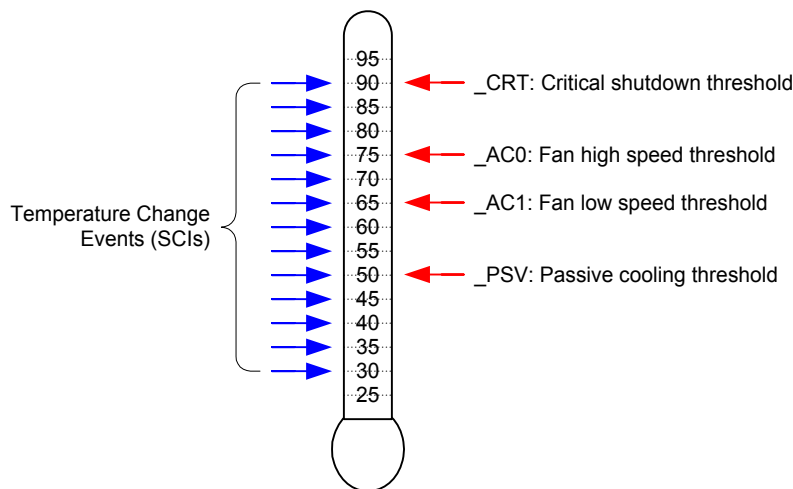 95
90
85
80
75
70
65
60
55
50
45
40
35
30
25
Temperature Change
Events (SCIs)
_CRT: Critical shutdown threshold
_AC0: Fan high speed threshold
_AC1: Fan low speed threshold
_PSV: Passive cooling threshold